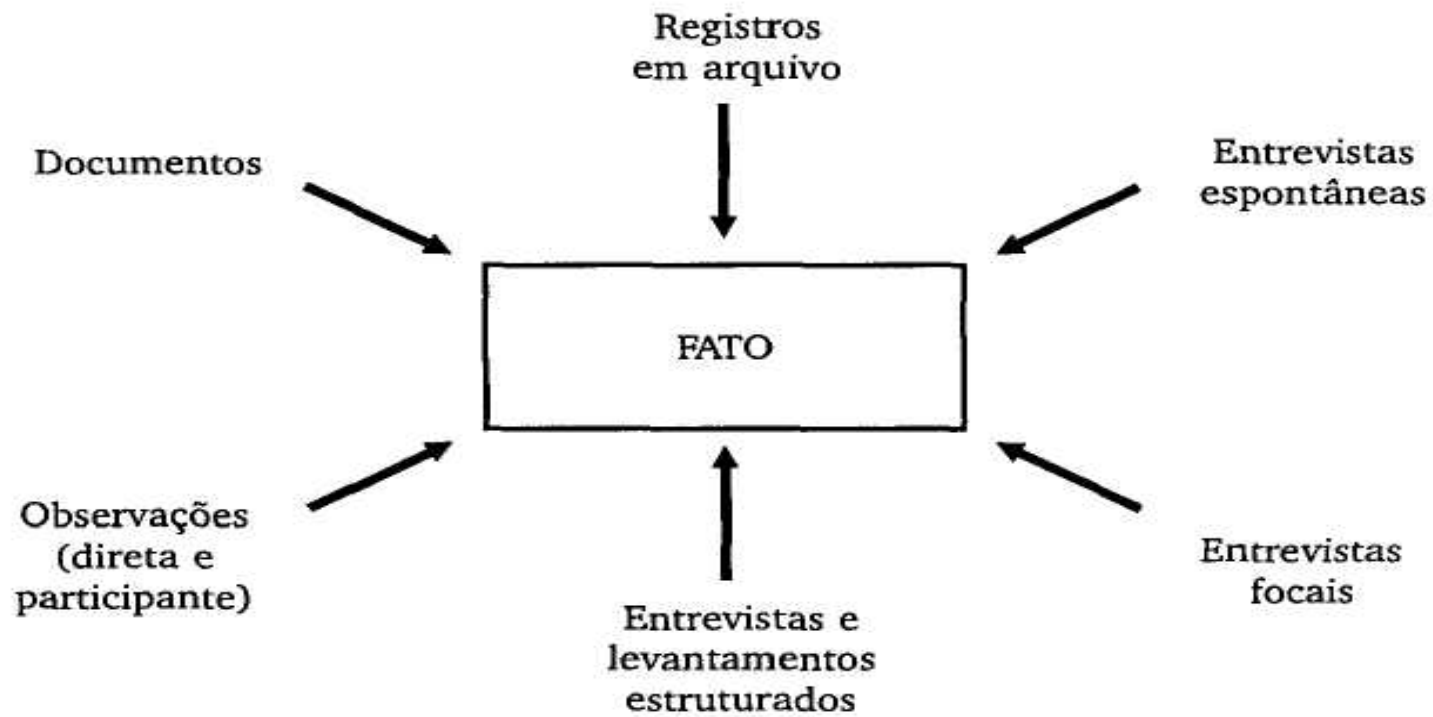 Registros
em arquivo
Documentos
Entrevistas
espontâneas
FATO
Observações
(direta e
participante)
Entrevistas e
levantamentos
estruturados
Entrevistas
focais